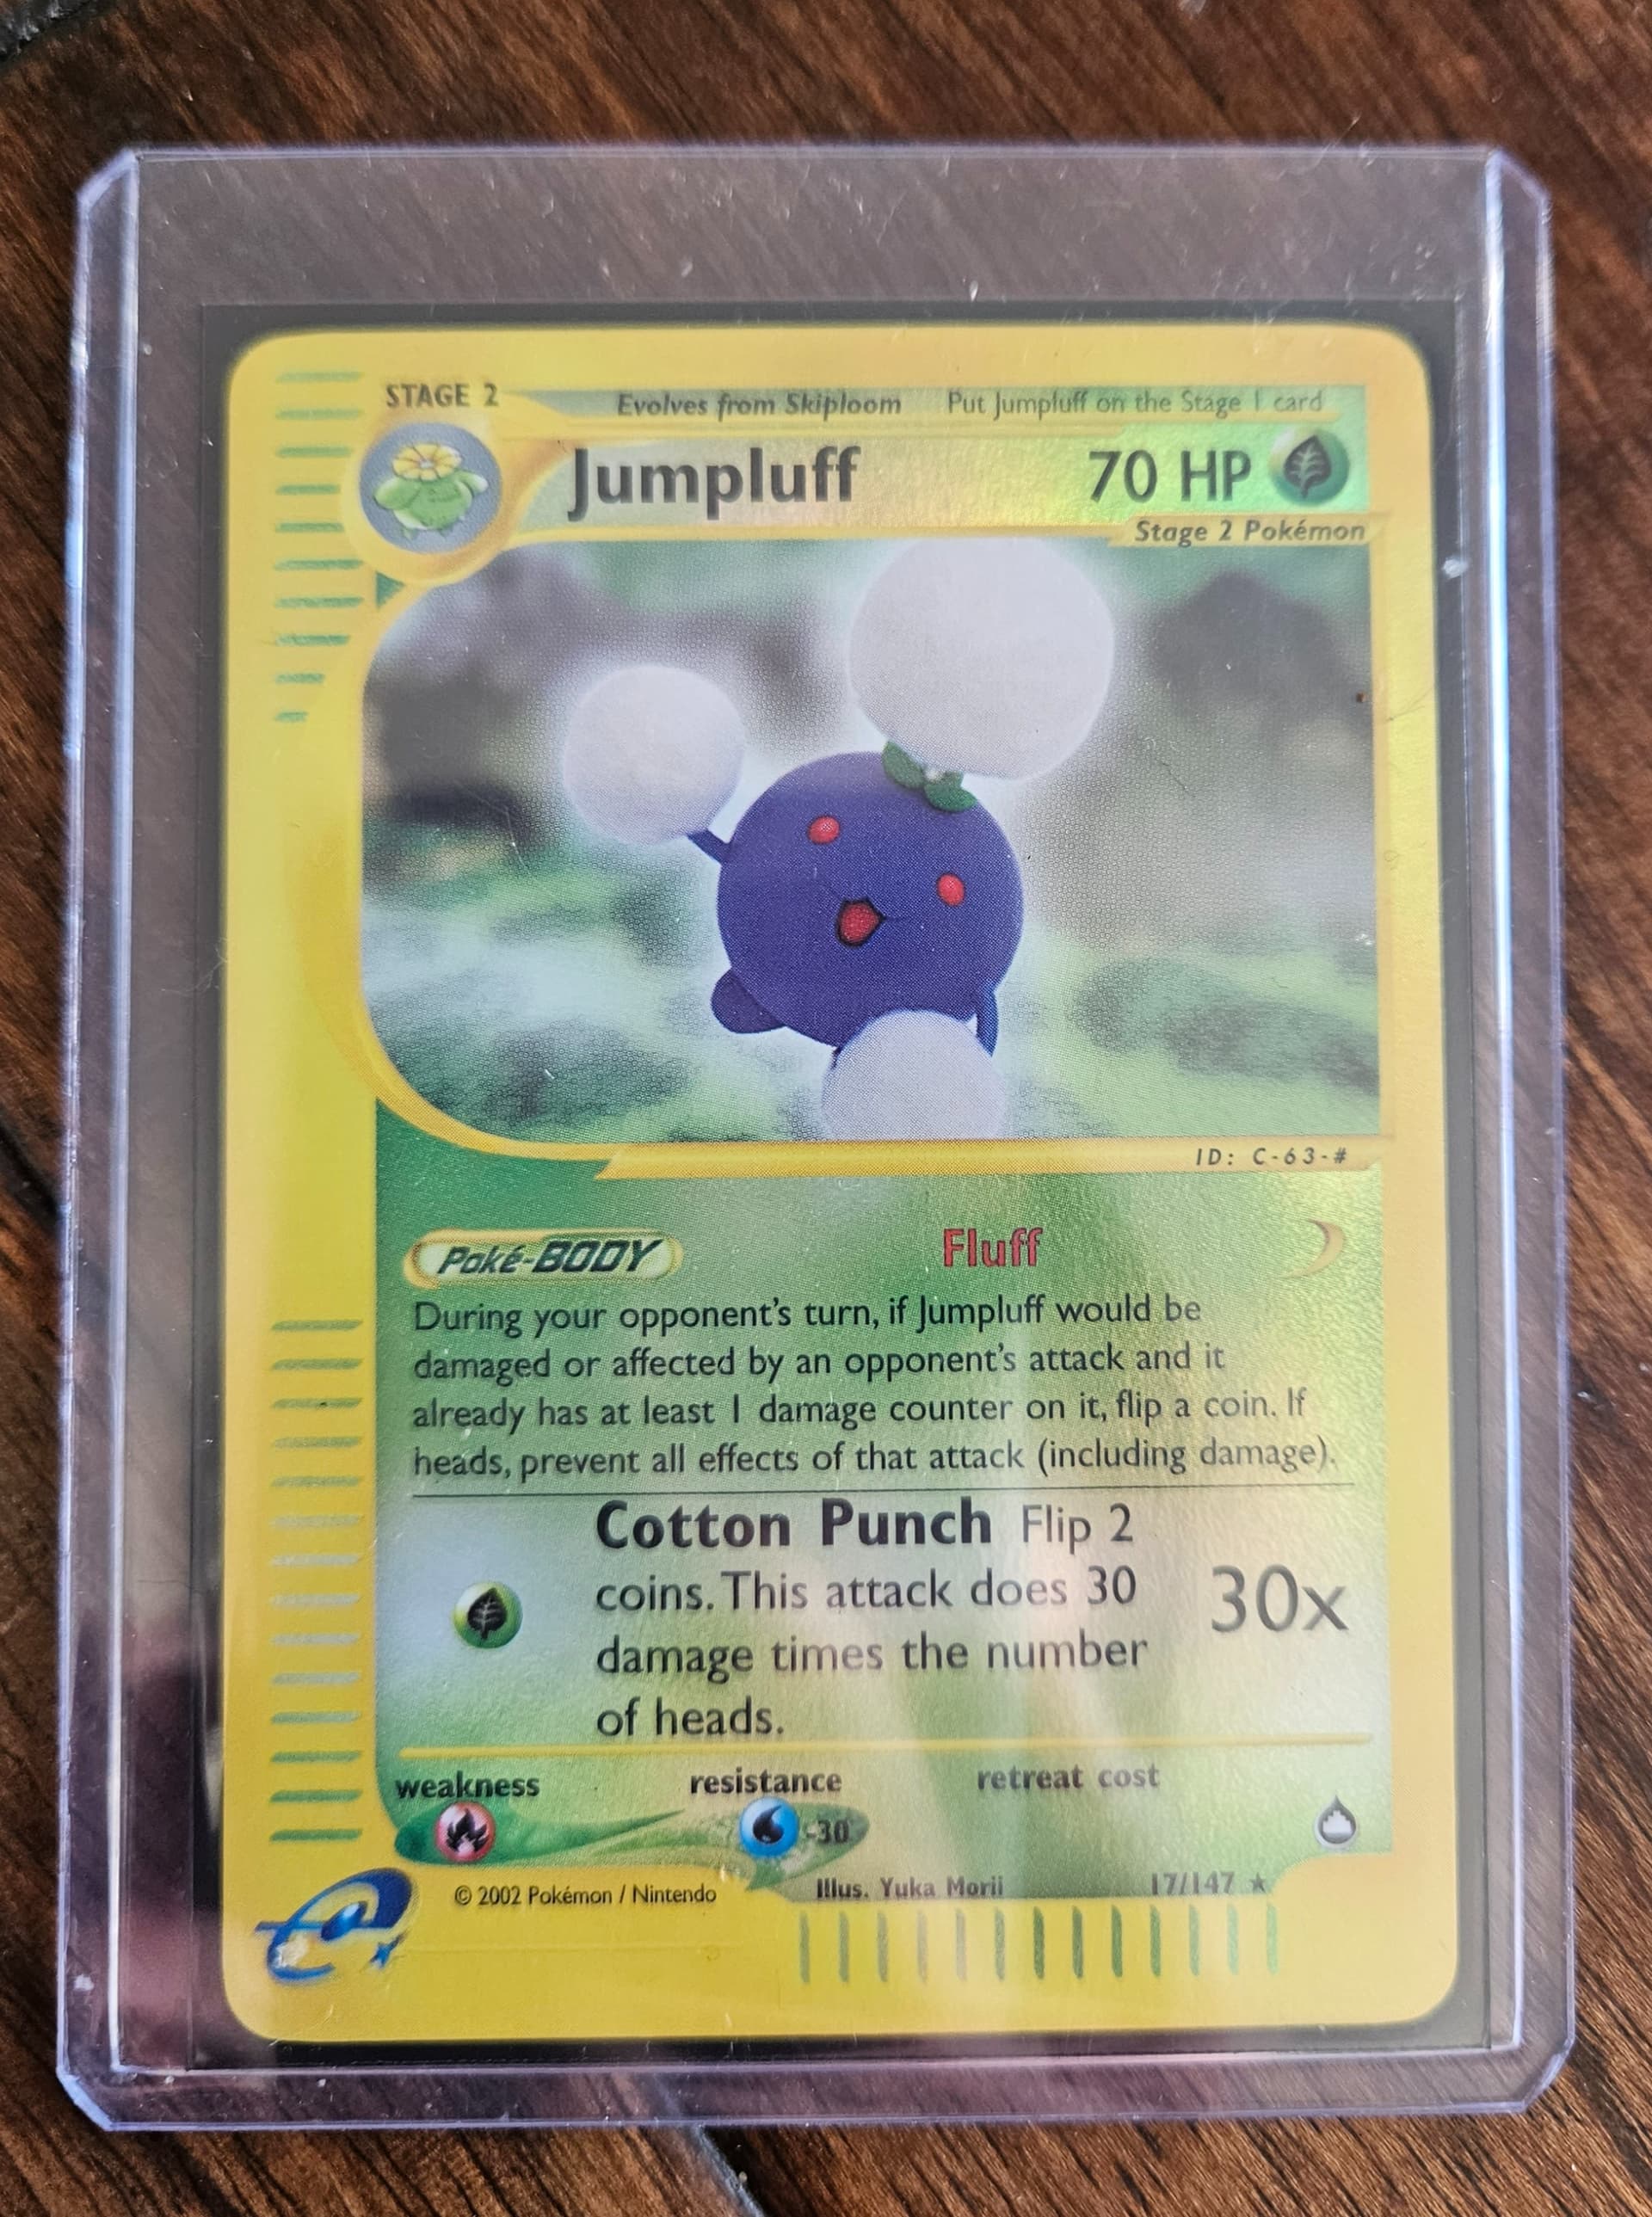 STAGE 2
Evolves from Skiploom Put Jumpluff on the Stage 1 card
Jumpluff 70 HP
Stage 2 Pokémon
ID: C-63-#
Poké-BODY Fluff
During your opponent's turn, if Jumpluff would be
damaged or affected by an opponent's attack and it
already has at least 1 damage counter on it, flip a coin. If
heads, prevent all effects of that attack (including damage).
Cotton Punch Flip 2
coins. This attack does 30
damage times the number
of heads.
30x
weakness resistance retreat cost
-30
© 2002 Pokémon / Nintendo Illus. Yuka Morii 17/147 ★